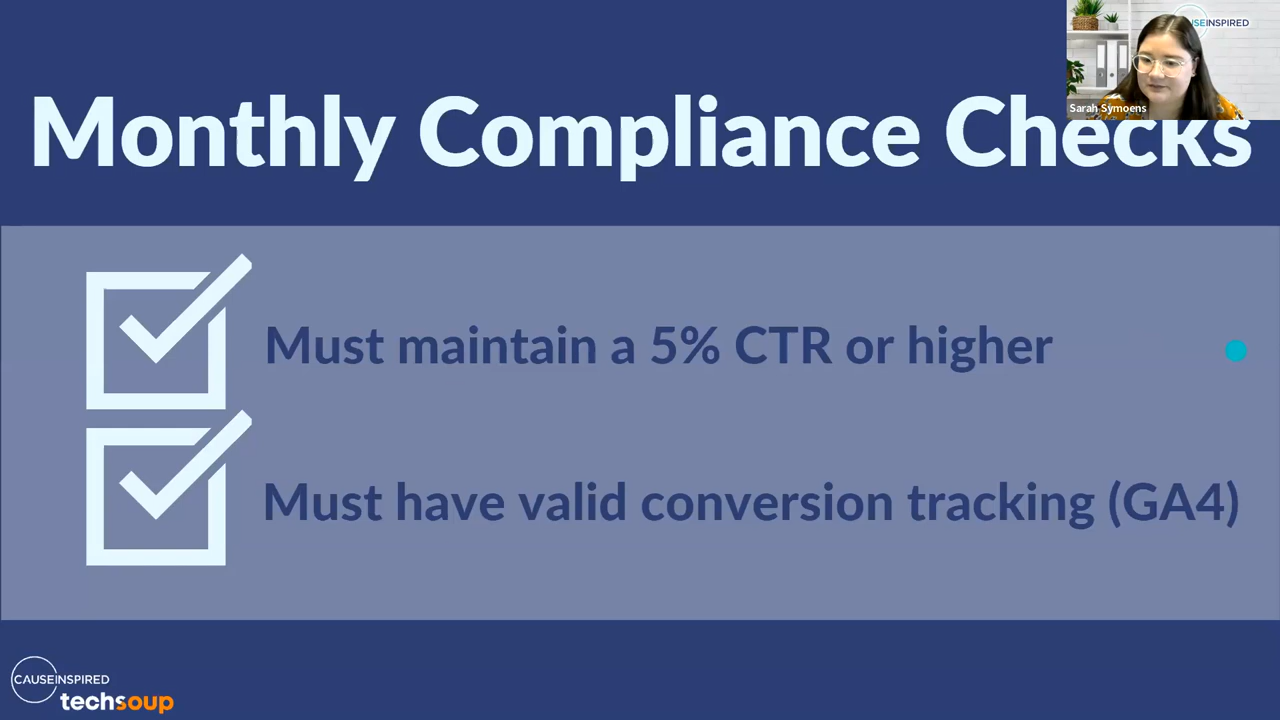 Monthly Compliance Checks
USEINSPIRED
Sarah Symoens
Must maintain a 5% CTR or higher
Must have valid conversion tracking (GA4)
CAUSEINSPIRED
techsoup